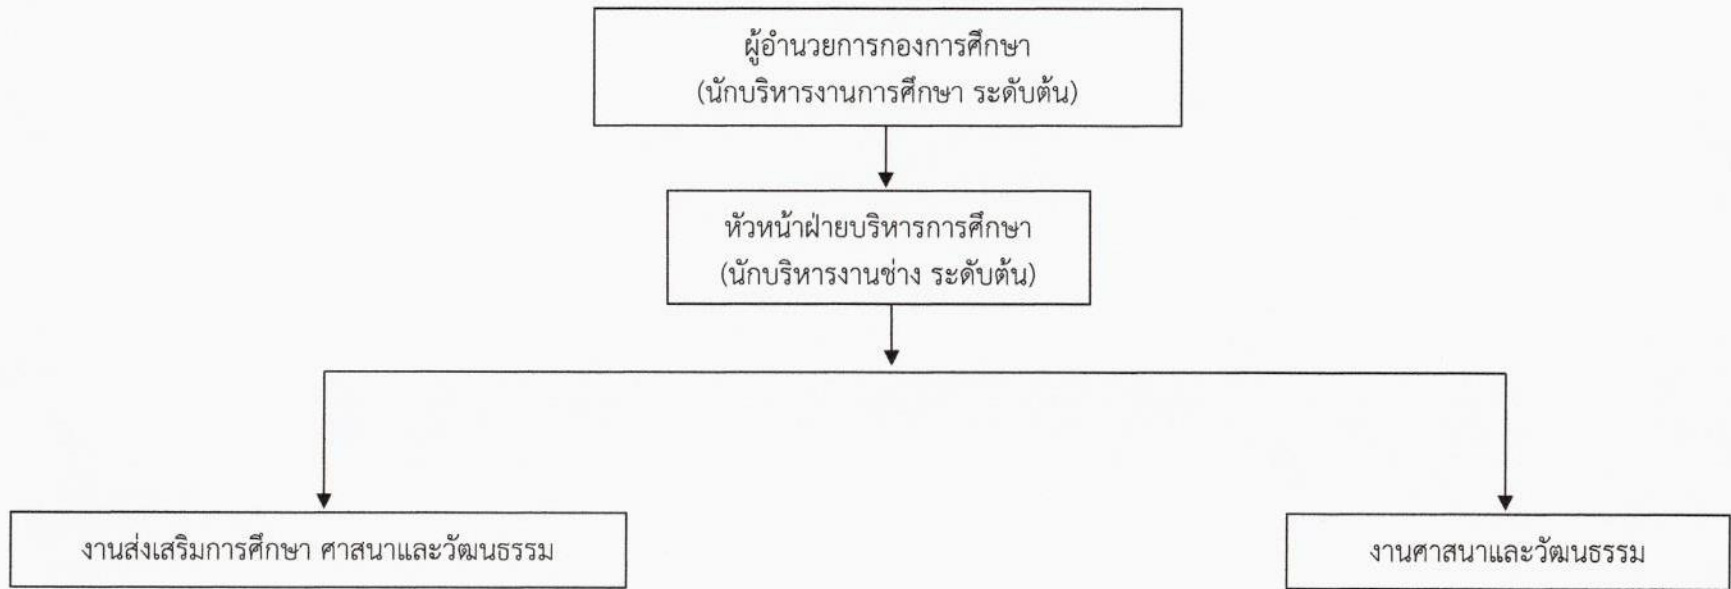 ผู้อำนวยการกองการศึกษา
(นักบริหารงานการศึกษา ระดับต้น)
หัวหน้าฝ่ายบริหารการศึกษา
(นักบริหารงานช่าง ระดับต้น)
งานส่งเสริมการศึกษา ศาสนาและวัฒนธรรม
งานศาสนาและวัฒนธรรม